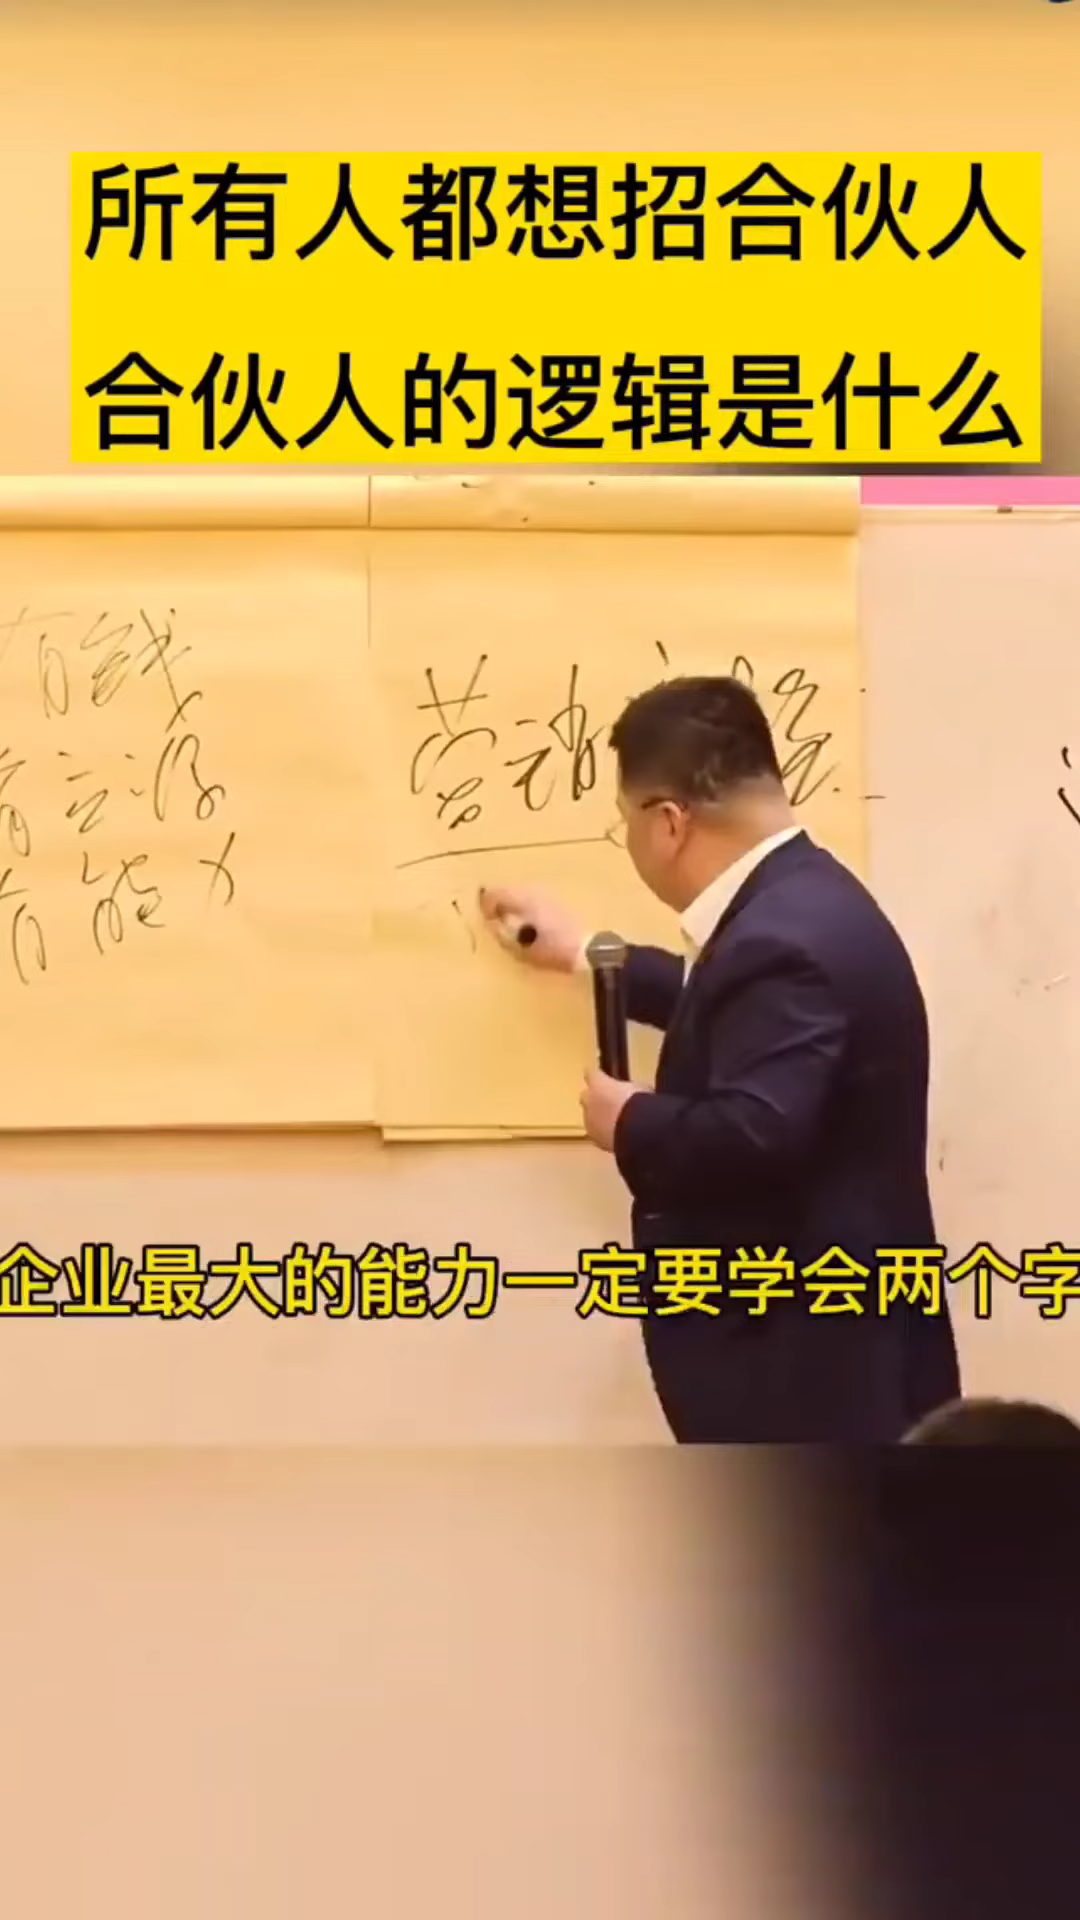 所有人都想招合伙人
合伙人的逻辑是什么
有钱
有资源
有能力
营销
企业最大的能力一定要学会两个字